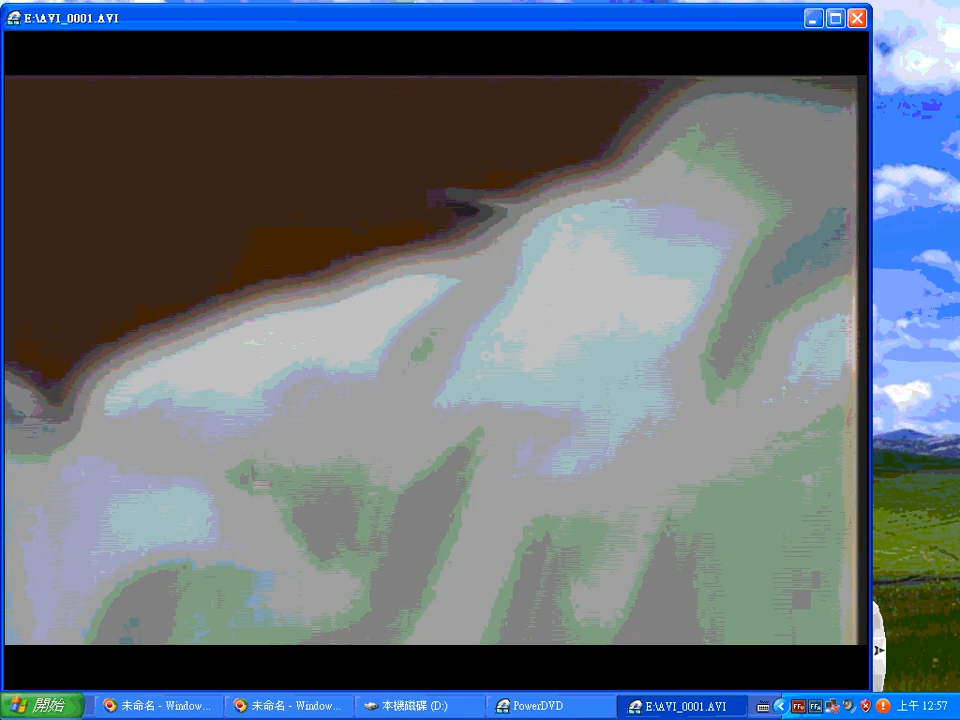 E:\AVI_0001.AVI
開始
未命名 - Window...
未命名 - Window...
本機磁碟 (D:)
PowerDVD
E:\AVI_0001.AVI
上午 12:57